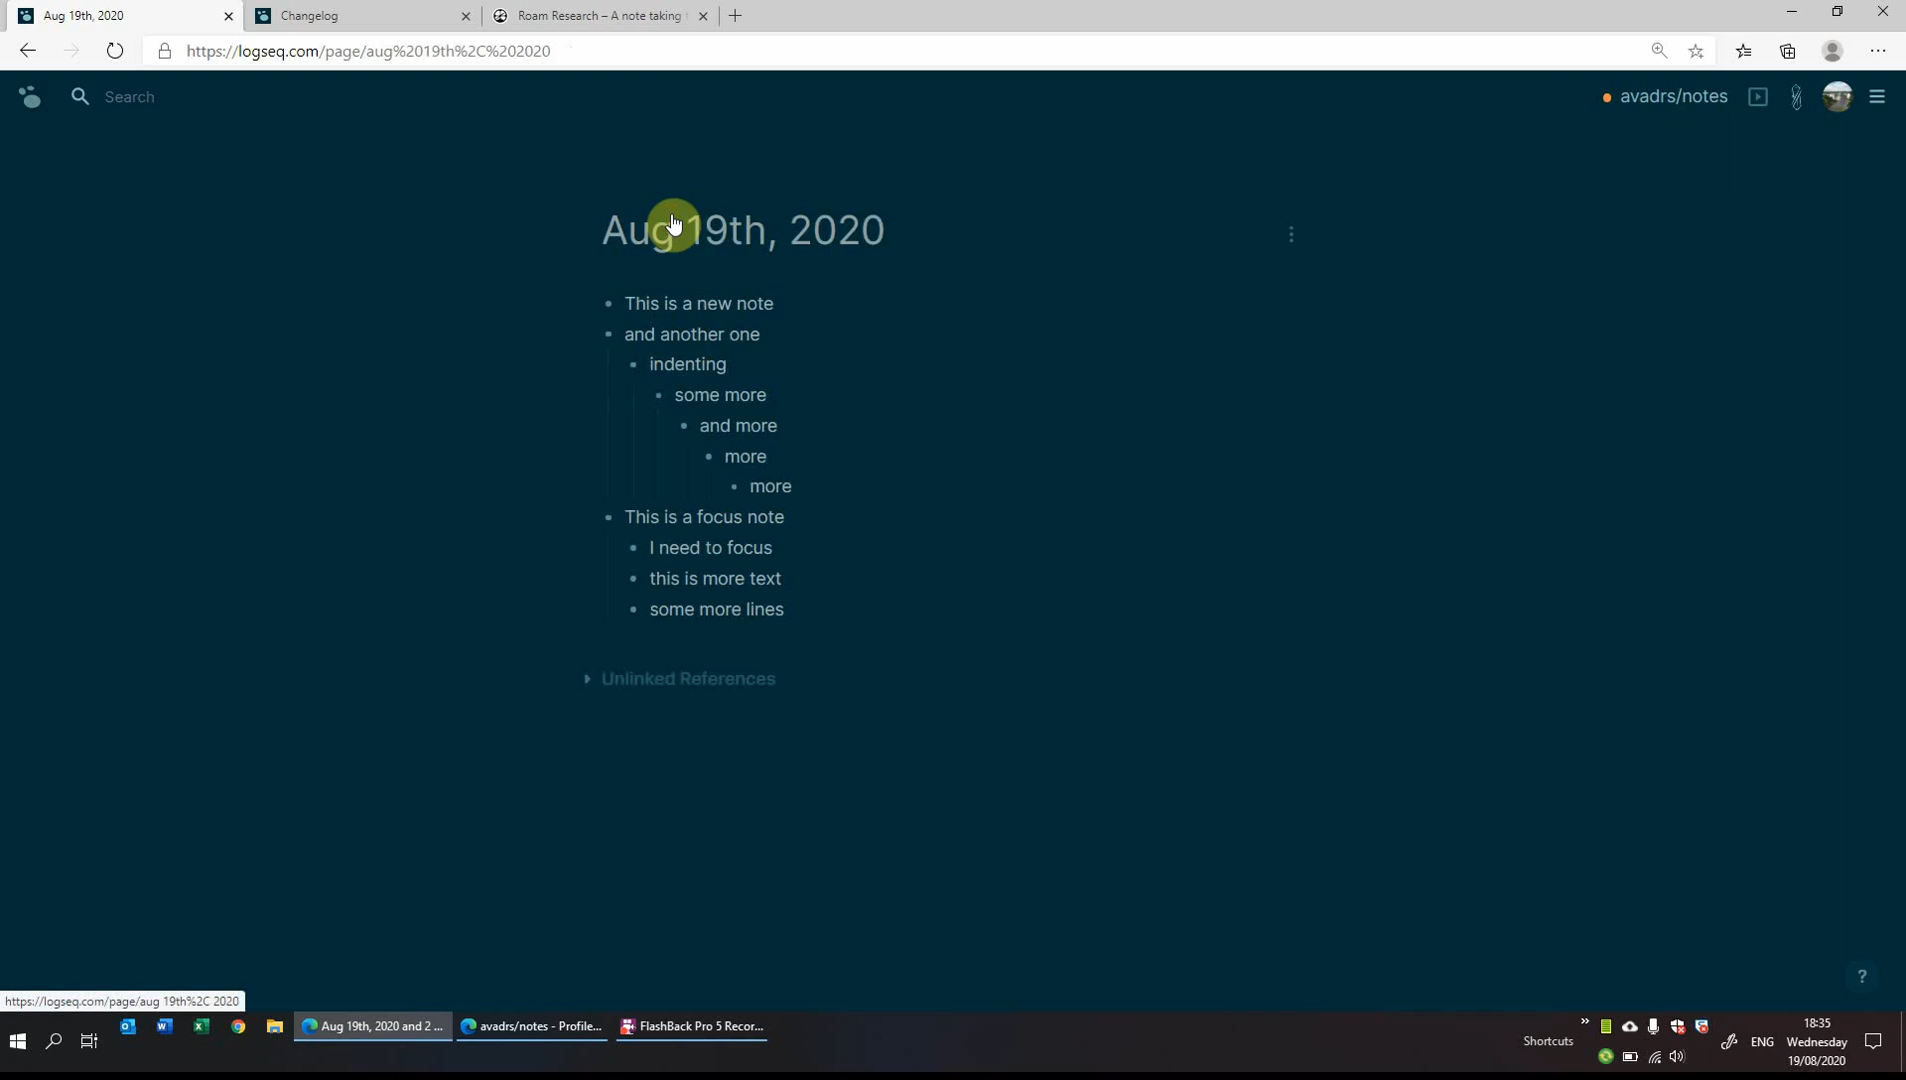 Aug 19th, 2020
Changelog
Roam Research – A note taking
https://logseq.com/page/aug%2019th%2C%202020
Search
avadrs/notes
Aug 19th, 2020
This is a new note
and another one
indenting
some more
and more
more
more
This is a focus note
I need to focus
this is more text
some more lines
Unlinked References
?
https://logseq.com/page/aug 19th%2C 2020
Aug 19th, 2020 and 2 ...
avadrs/notes - Profile...
FlashBack Pro 5 Recor...
Shortcuts
ENG
18:35
Wednesday
19/08/2020